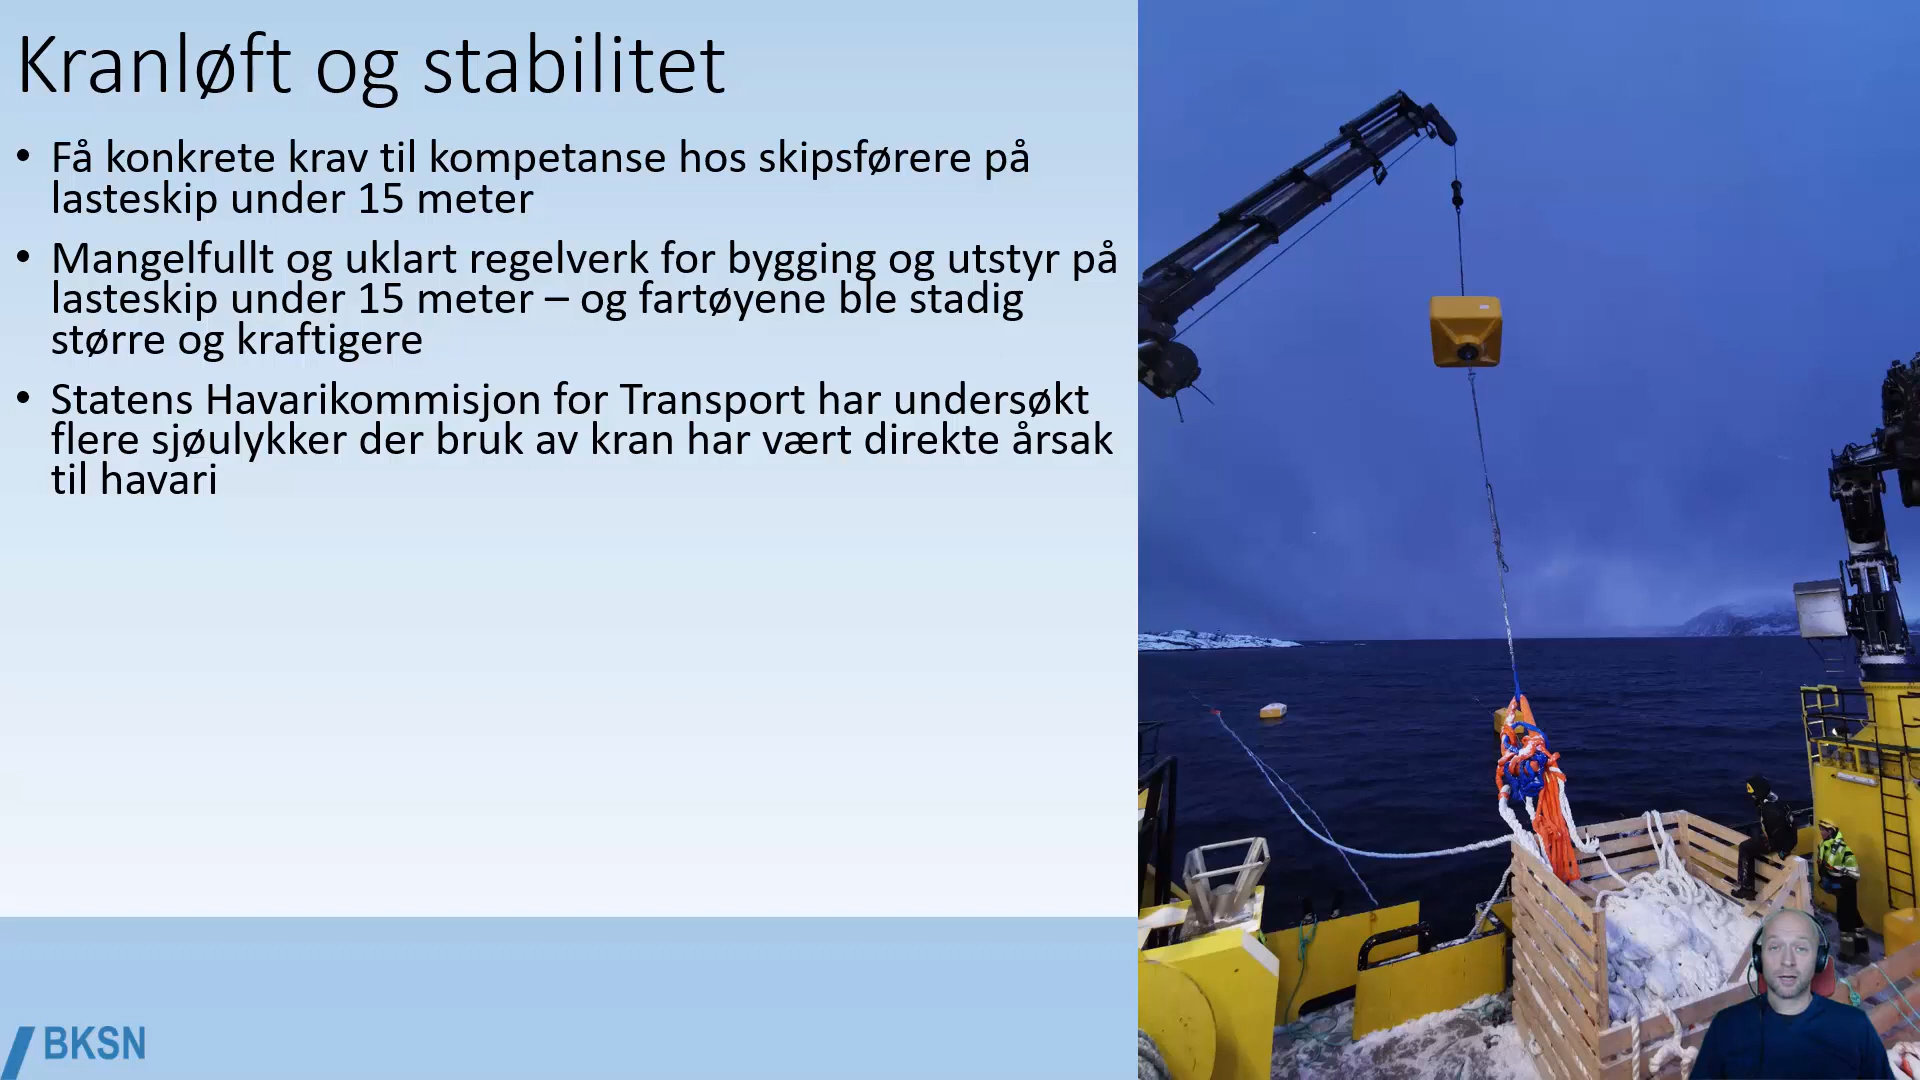 Kranløft og stabilitet
• Få konkrete krav til kompetanse hos skipsførere på
lasteskip under 15 meter
• Mangelfullt og uklart regelverk for bygging og utstyr på
lasteskip under 15 meter – og fartøyene ble stadig
større og kraftigere
• Statens Havarikommisjon for Transport har undersøkt
flere sjøulykker der bruk av kran har vært direkte årsak
til havari
BKSN